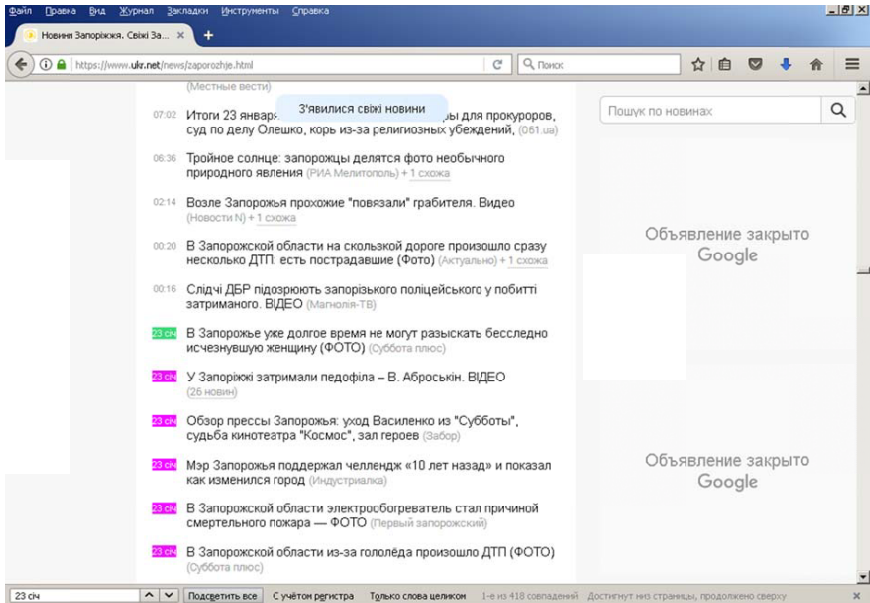 Файл Правка Вид Журнал Закладки Инструменты Справка
Новини Запоріжжя. Свіжі За...
https://www.ukr.net/news/zaporozhje.html
Поиск
(Местные вести)
З'явилися свіжі новини
07:02 Итоги 23 январ ры для прокуроров,
суд по делу Олешко, корь из-за религиозных убеждений, (061.ua)
06:36 Тройное солнце: запорожцы делятся фото необычного
природного явления (РИА Мелитополь) + 1 схожа
02:14 Возле Запорожья прохожие "повязали" грабителя. Видео
(Новости N) + 1 схожа
00:20 В Запорожской области на скользкой дороге произошло сразу
несколько ДТП: есть пострадавшие (Фото) (Актуально) + 1 схожа
00:16 Слідчі ДБР підозрюють запорізького поліцейського у побитті
затриманого. ВІДЕО (Магнолія-ТВ)
23 січ В Запорожье уже долгое время не могут разыскать бесследно
исчезнувшую женщину (ФОТО) (Суббота плюс)
23 січ У Запоріжжі затримали педофіла – В. Аброськін. ВІДЕО
(26 новин)
23 січ Обзор прессы Запорожья: уход Василенко из "Субботы",
судьба кинотеатра "Космос", зал героев (Забор)
23 січ Мэр Запорожья поддержал челлендж «10 лет назад» и показал
как изменился город (Индустриалка)
23 січ В Запорожской области электрообогреватель стал причиной
смертельного пожара — ФОТО (Первый запорожский)
23 січ В Запорожской области из-за гололёда произошло ДТП (ФОТО)
(Суббота плюс)
Пошук по новинах
Объявление закрыто
Google
Объявление закрыто
Google
23 січ Подсветить все С учётом регистра Только слова целиком 1-е из 418 совпадений Достигнут низ страницы, продолжено сверху